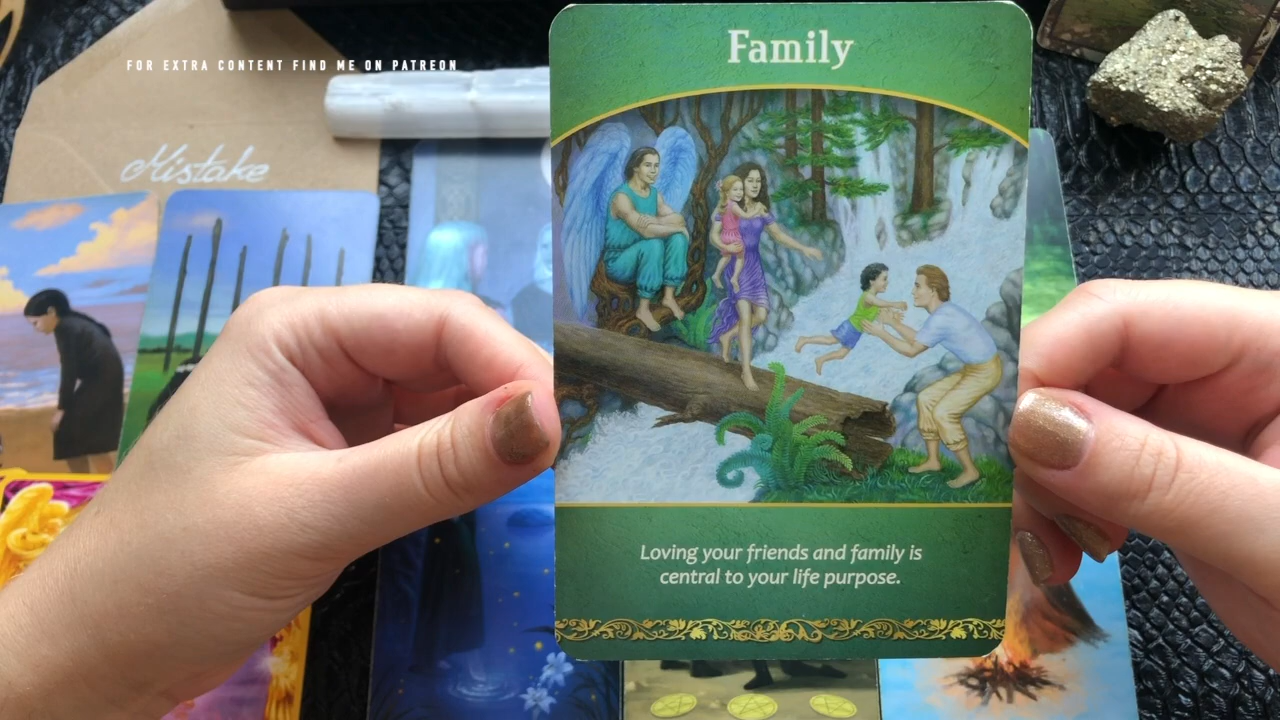 FOR EXTRA CONTENT FIND ME ON PATREON
Mistake
Family
Loving your friends and family is
central to your life purpose.